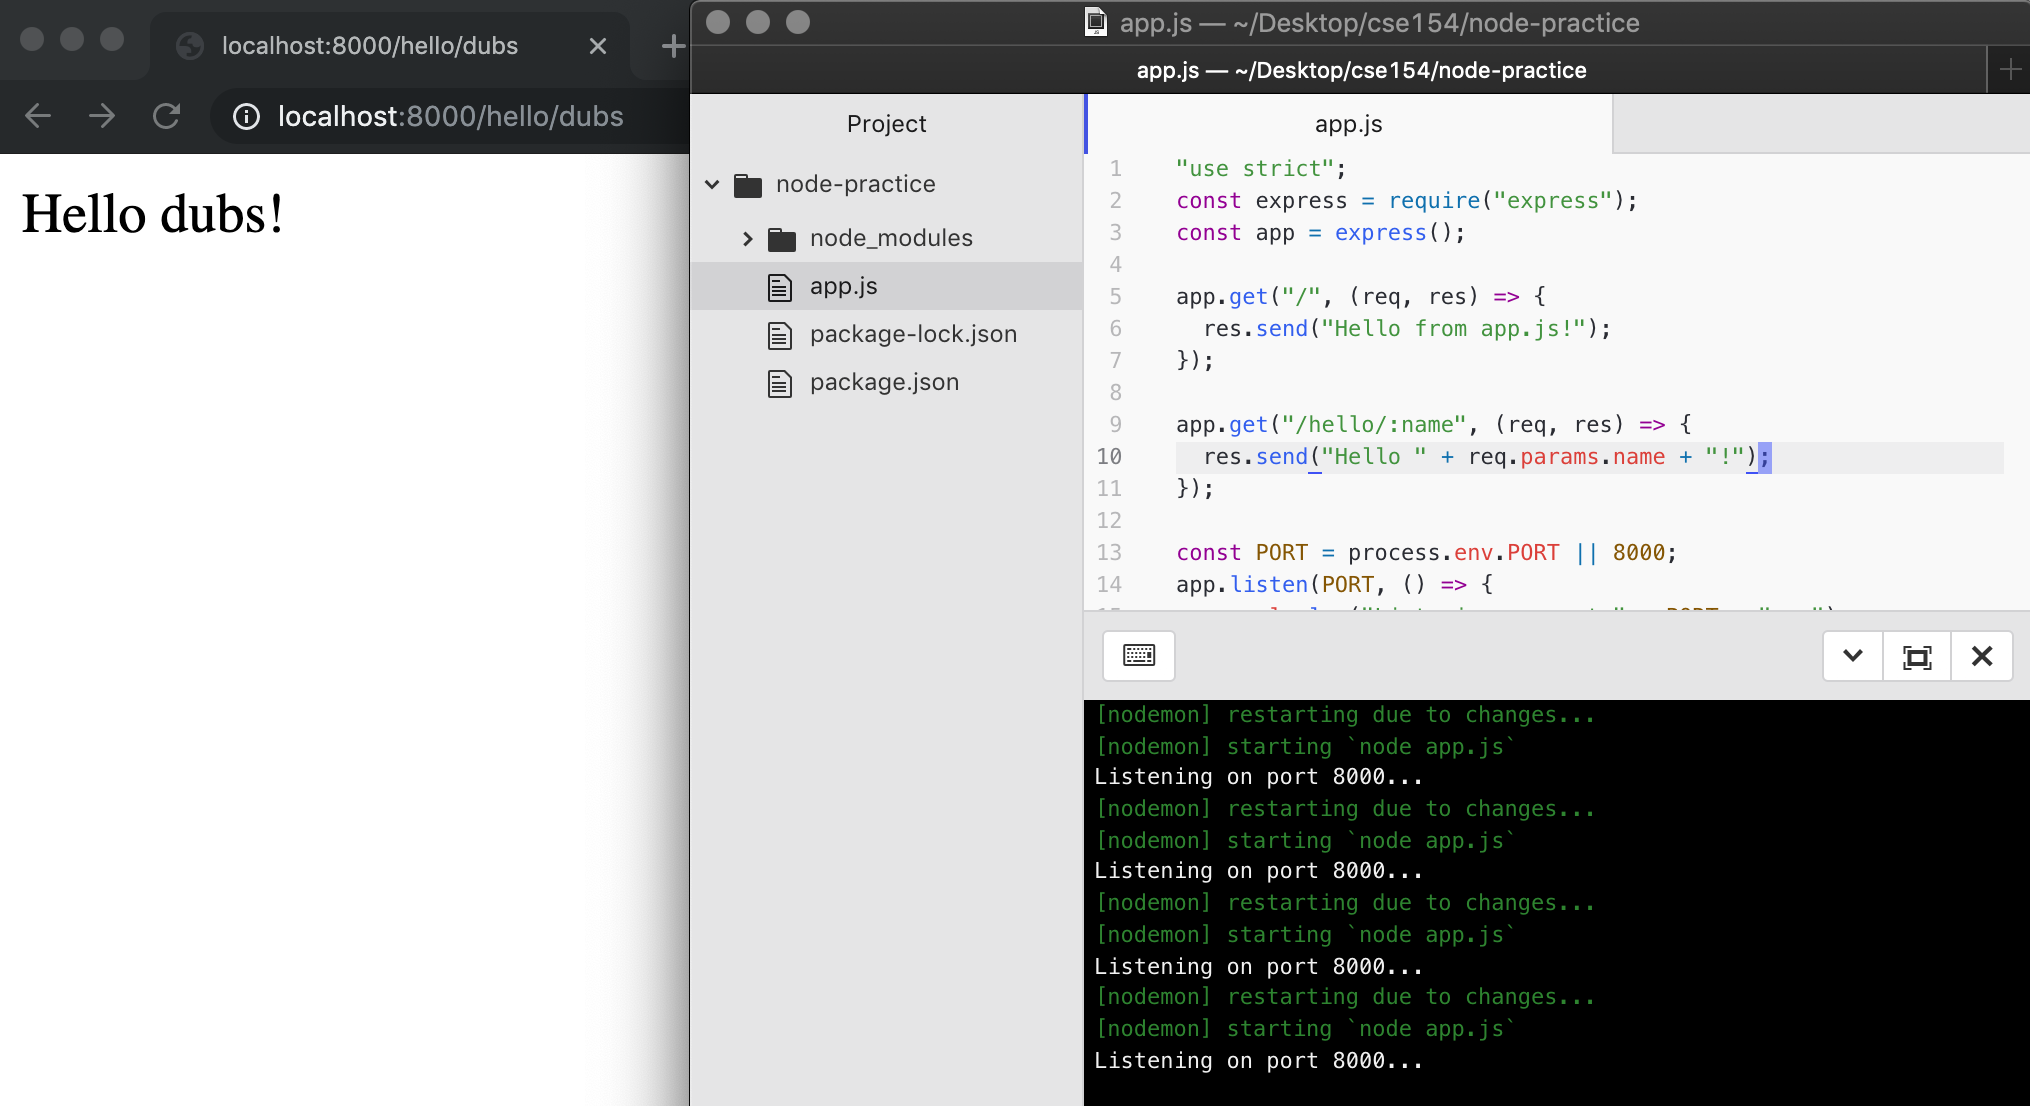 localhost:8000/hello/dubs
localhost:8000/hello/dubs
Hello dubs!
app.js — ~/Desktop/cse154/node-practice
app.js — ~/Desktop/cse154/node-practice
Project
node-practice
node_modules
app.js
package-lock.json
package.json
app.js
1 "use strict";
2 const express = require("express");
3 const app = express();
4
5 app.get("/", (req, res) => {
6 res.send("Hello from app.js!");
7 });
8
9 app.get("/hello/:name", (req, res) => {
10 res.send("Hello " + req.params.name + "!");
11 });
12
13 const PORT = process.env.PORT || 8000;
14 app.listen(PORT, () => {
[nodemon] restarting due to changes...
[nodemon] starting `node app.js`
Listening on port 8000...
[nodemon] restarting due to changes...
[nodemon] starting `node app.js`
Listening on port 8000...
[nodemon] restarting due to changes...
[nodemon] starting `node app.js`
Listening on port 8000...
[nodemon] restarting due to changes...
[nodemon] starting `node app.js`
Listening on port 8000...